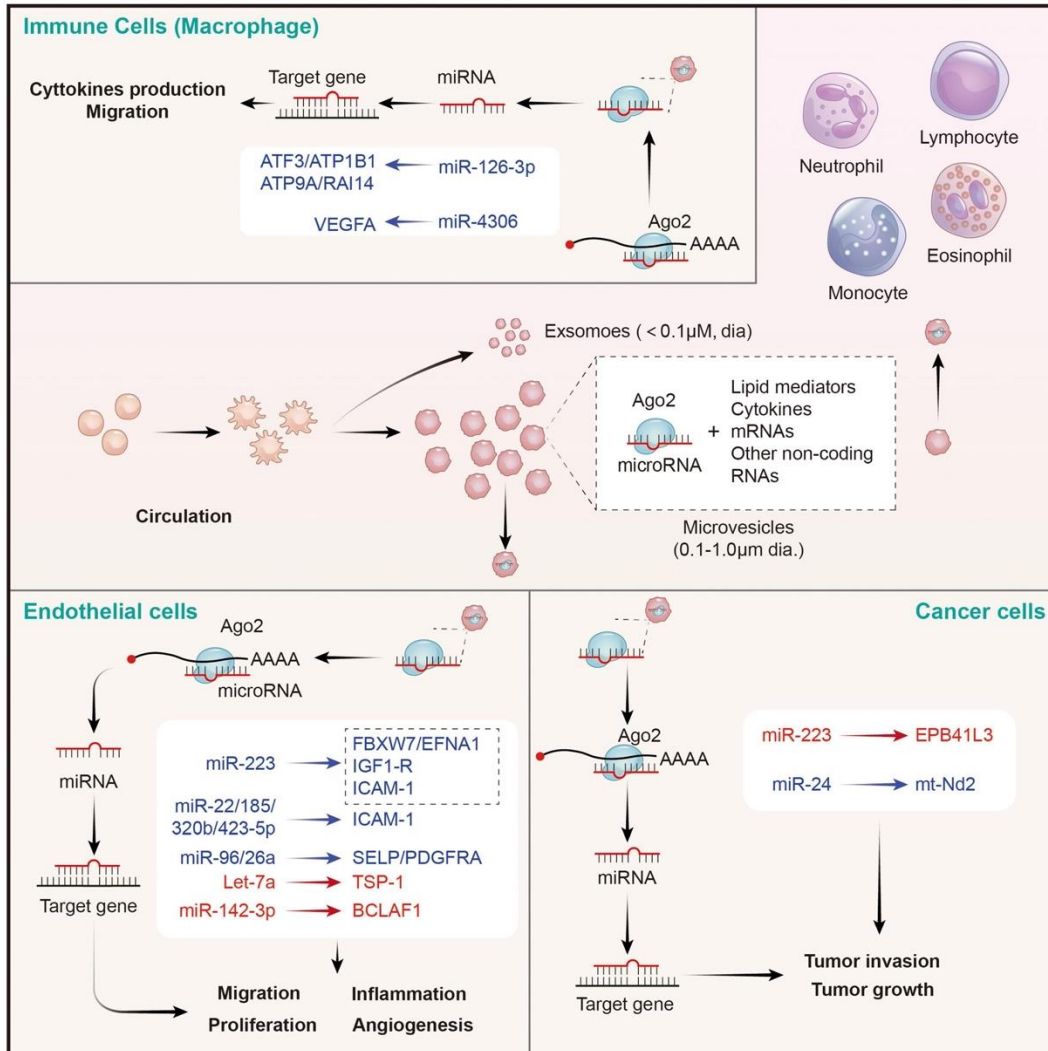 Immune Cells (Macrophage)
Cyttokines production
Migration
Target gene
miRNA
ATF3/ATP1B1
ATP9A/RAI14
miR-126-3p
VEGFA
miR-4306
Ago2
AAAA
Neutrophil
Lymphocyte
Monocyte
Eosinophil
Exsomoes ( < 0.1µM, dia)
Circulation
Ago2
microRNA
+
Lipid mediators
Cytokines
mRNAs
Other non-coding
RNAs
Microvesicles
(0.1-1.0µm dia.)
Endothelial cells
Ago2
AAAA
microRNA
miRNA
Target gene
miR-223
FBXW7/EFNA1
IGF1-R
ICAM-1
miR-22/185/
320b/423-5p
ICAM-1
miR-96/26a
SELP/PDGFRA
Let-7a
TSP-1
miR-142-3p
BCLAF1
Migration
Proliferation
Inflammation
Angiogenesis
Cancer cells
Ago2
AAAA
miRNA
Target gene
miR-223
EPB41L3
miR-24
mt-Nd2
Tumor invasion
Tumor growth